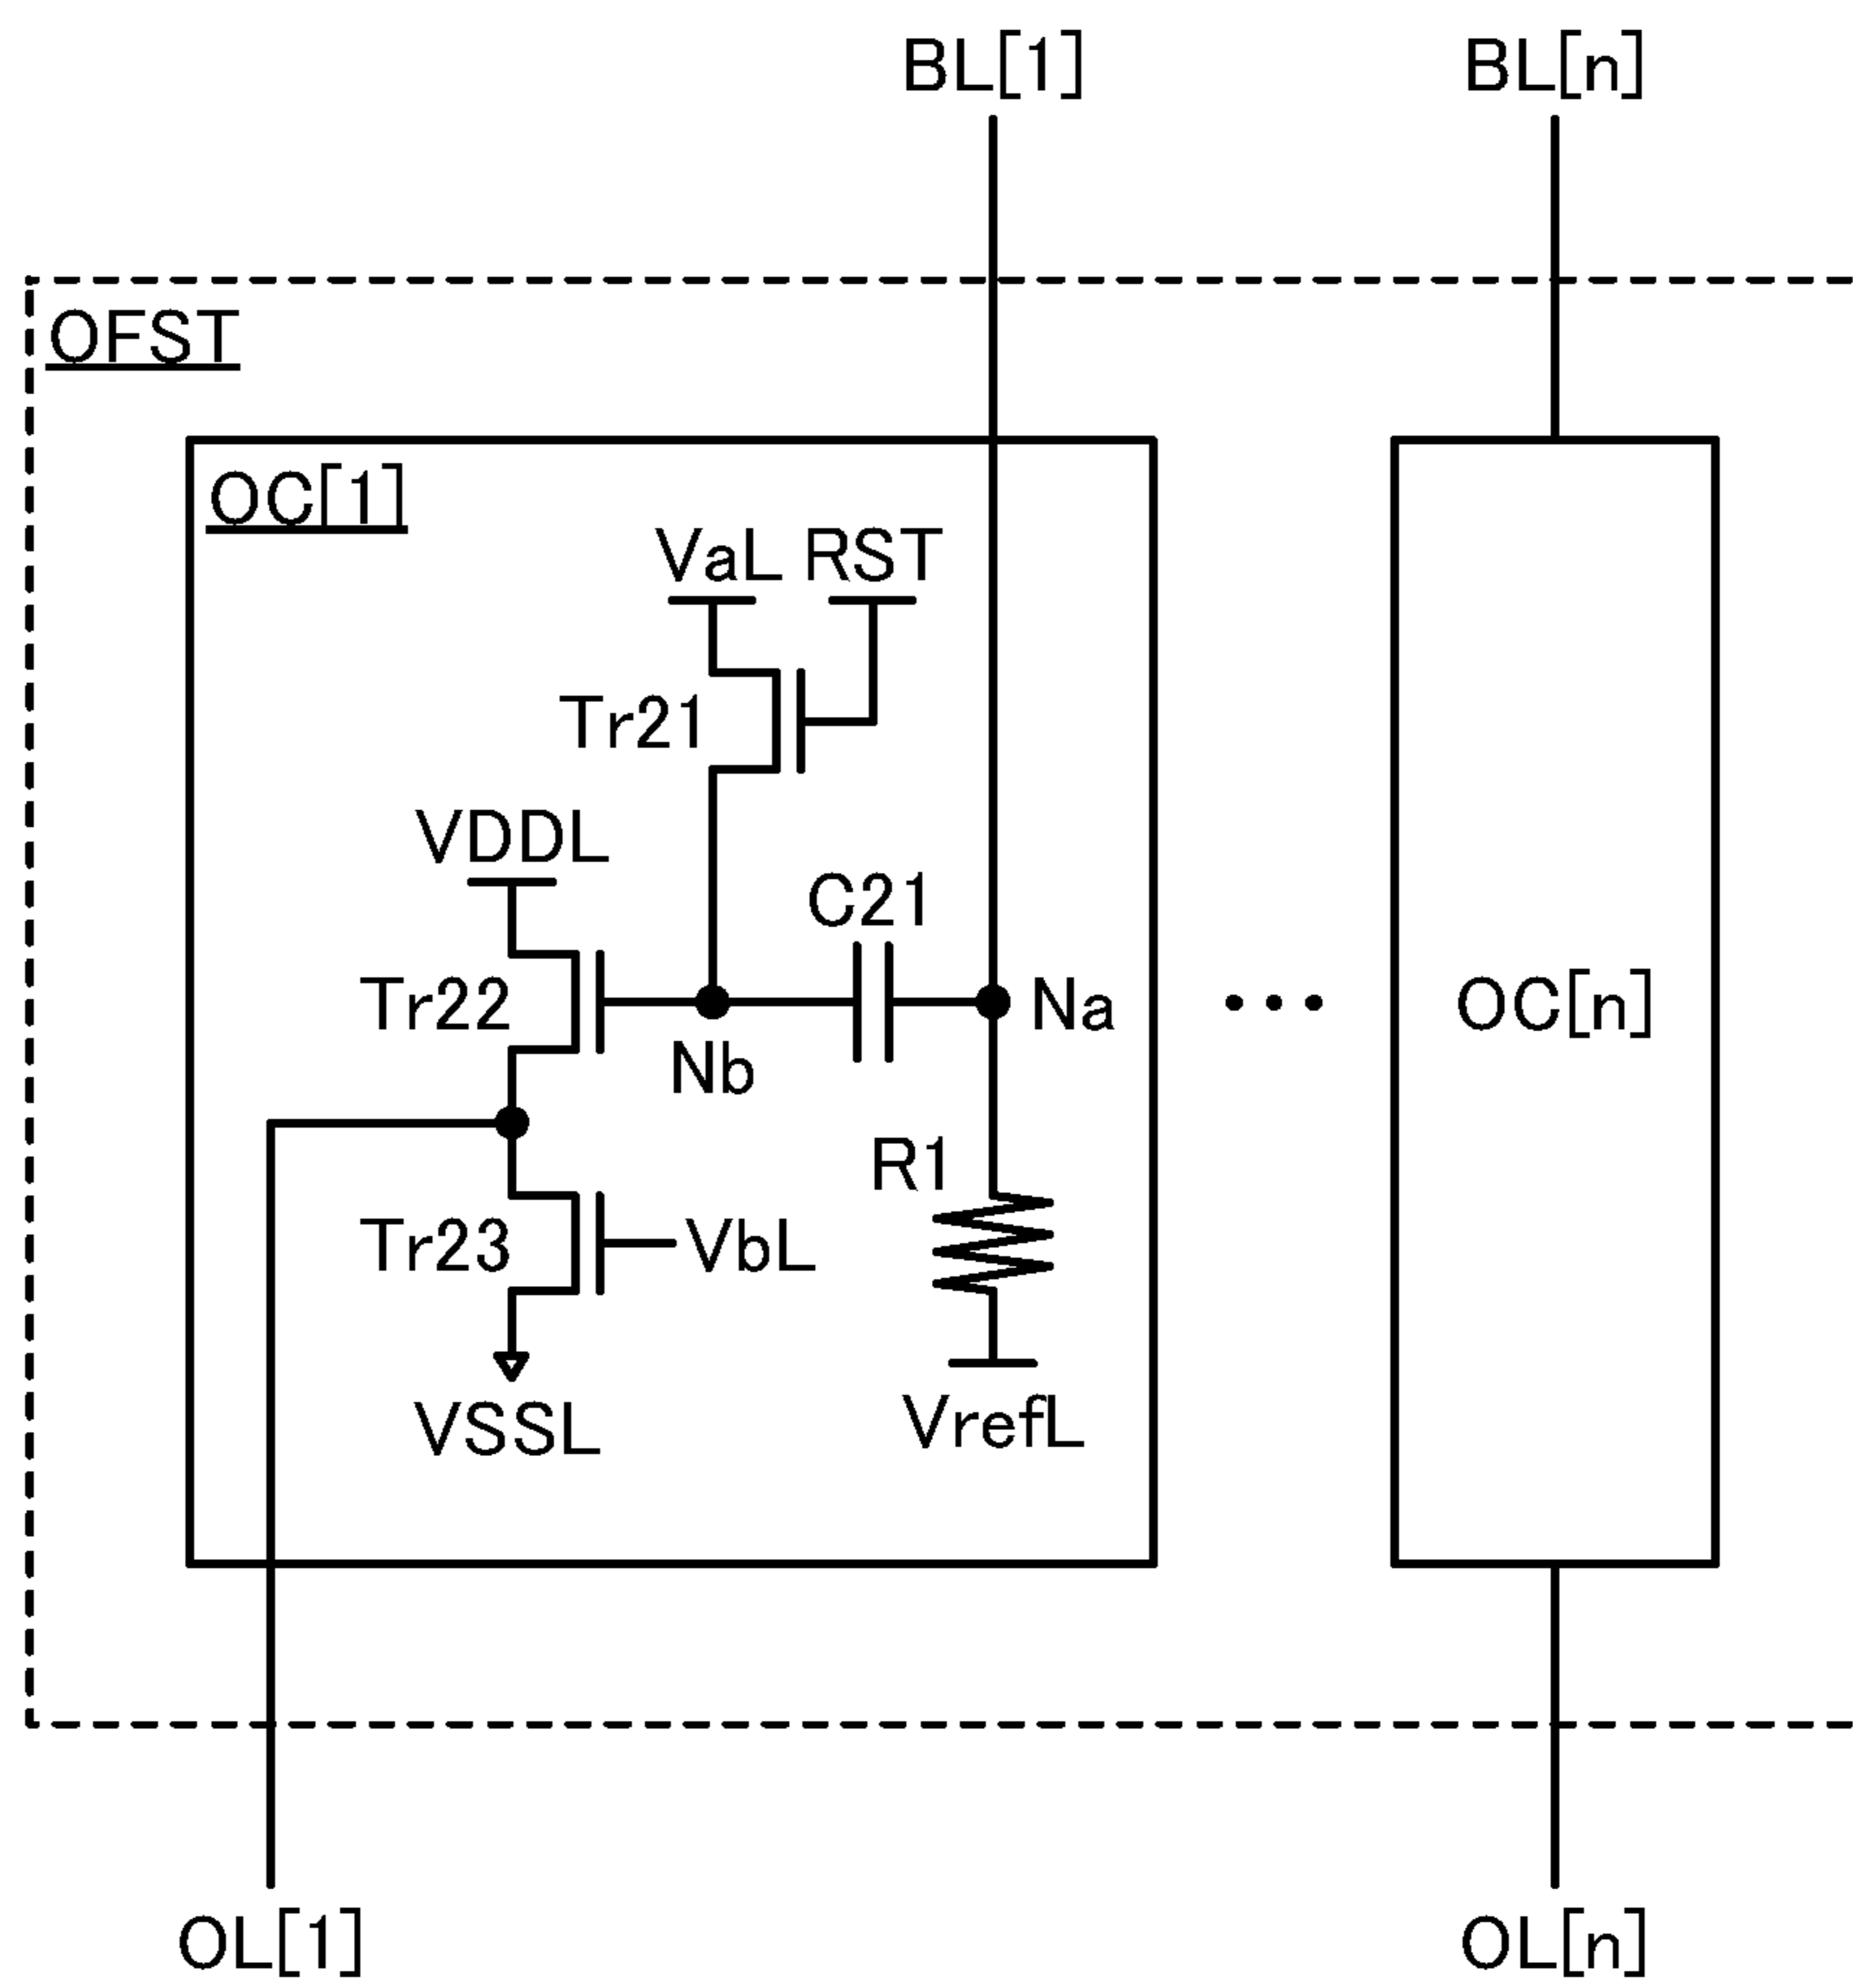 BL[1] BL[n]
OFST
OC[1]
VaL RST
Tr21
VDDL
C21
Tr22 Na ••• OC[n]
Nb
R1
Tr23 VbL
VSSL VrefL
OL[1] OL[n]